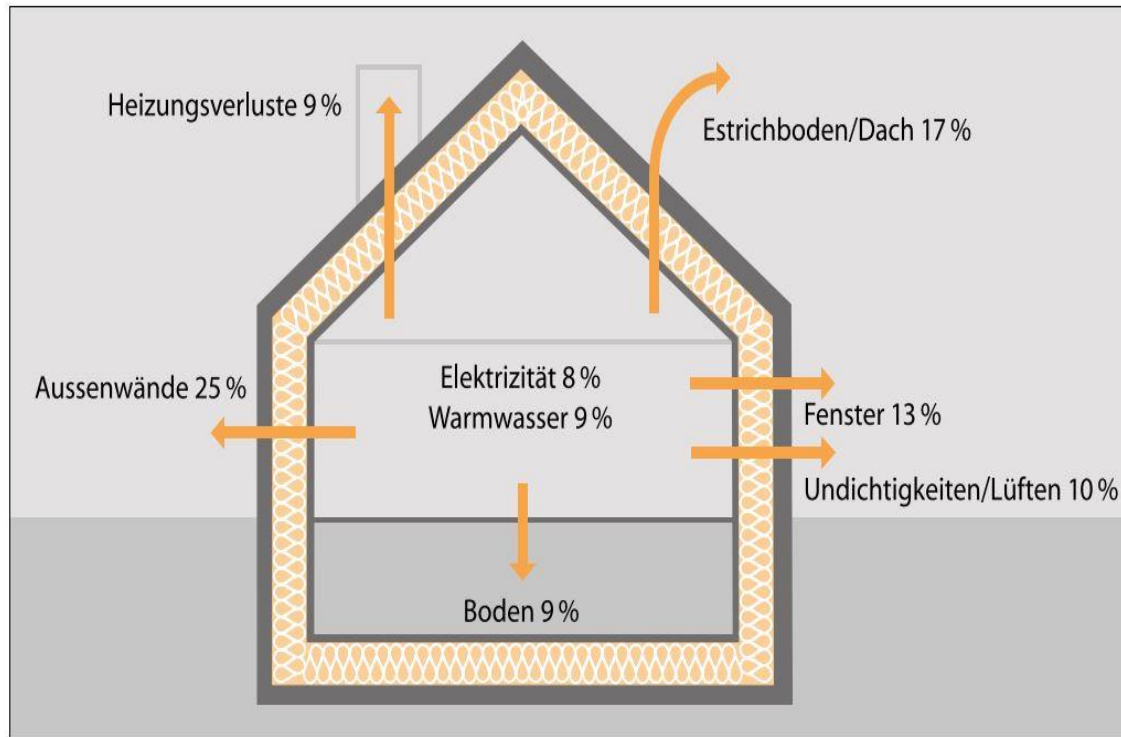 Heizungsverluste 9 %
Estrichboden/Dach 17 %
Aussenwände 25 %
Elektrizität 8 %
Warmwasser 9 %
Fenster 13 %
Undichtigkeiten/Lüften 10 %
Boden 9 %